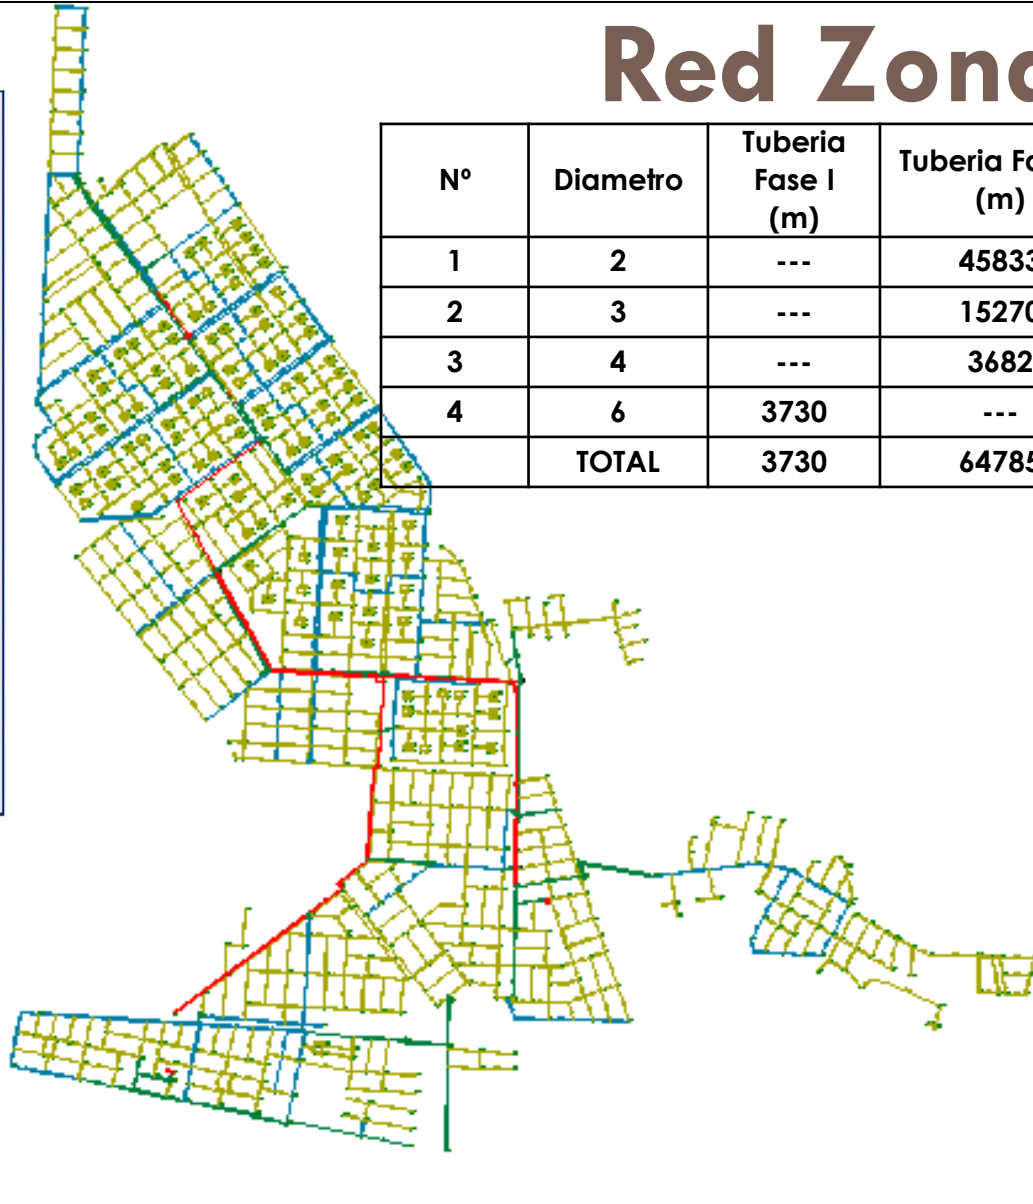 Red Zona
Nº Diametro Tuberia Fase I (m) Tuberia Fa (m)
1 2 --- 45833
2 3 --- 15270
3 4 --- 3682
4 6 3730 ---
TOTAL 3730 64785